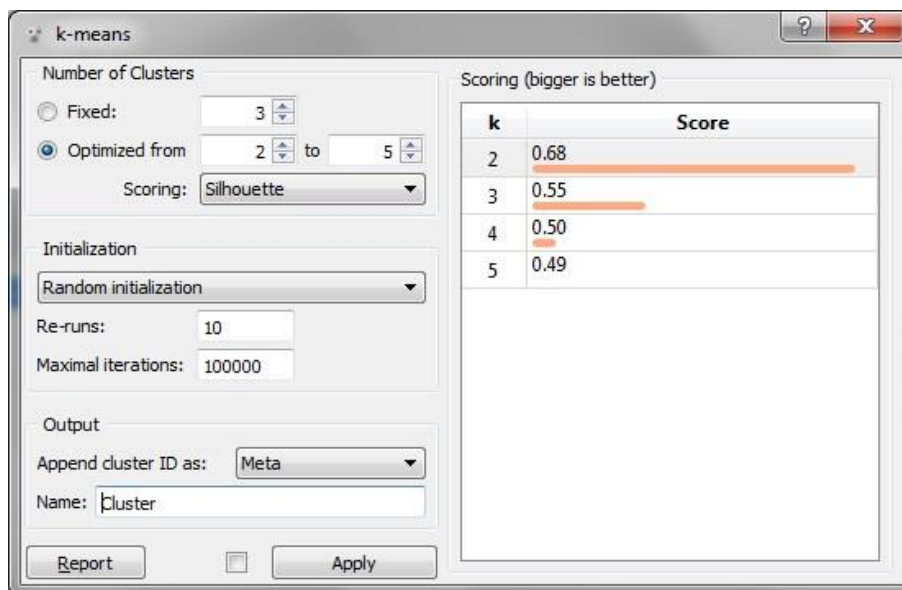 k-means
Number of Clusters
Fixed: 3
Optimized from 2 to 5
Scoring: Silhouette
Initialization
Random initialization
Re-runs: 10
Maximal iterations: 100000
Output
Append cluster ID as: Meta
Name: Cluster
Report Apply
Scoring (bigger is better)
k Score
2 0.68
3 0.55
4 0.50
5 0.49